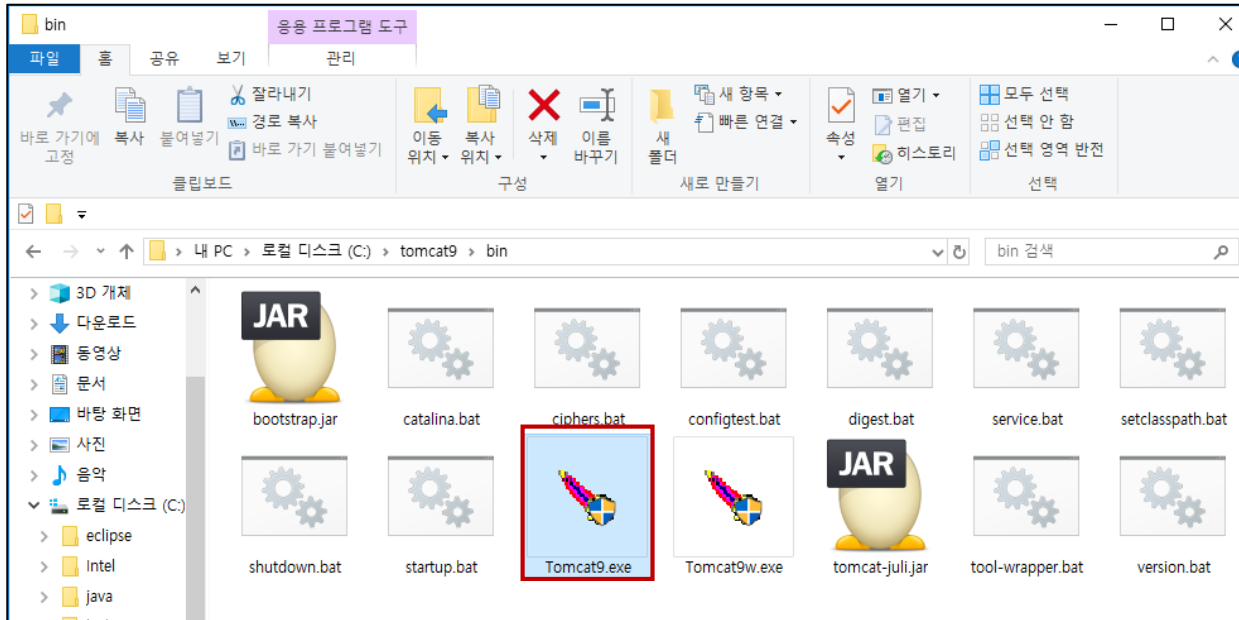 bin
응용 프로그램 도구
파일 홈 공유 보기 관리
바로 가기에 고정
복사
붙여넣기
잘라내기
경로 복사
바로 가기 붙여넣기
클립보드
이동 위치
복사 위치
삭제
이름 바꾸기
구성
새 폴더
새 항목
빠른 연결
새로 만들기
속성
열기
편집
히스토리
열기
모두 선택
선택 안 함
선택 영역 반전
선택
내 PC > 로컬 디스크 (C:) > tomcat9 > bin
bin 검색
3D 개체
다운로드
동영상
문서
바탕 화면
사진
음악
로컬 디스크 (C:)
eclipse
Intel
java
JAR
bootstrap.jar catalina.bat ciphers.bat configtest.bat digest.bat service.bat setclasspath.bat
JAR
shutdown.bat startup.bat Tomcat9.exe Tomcat9w.exe tomcat-juli.jar tool-wrapper.bat version.bat